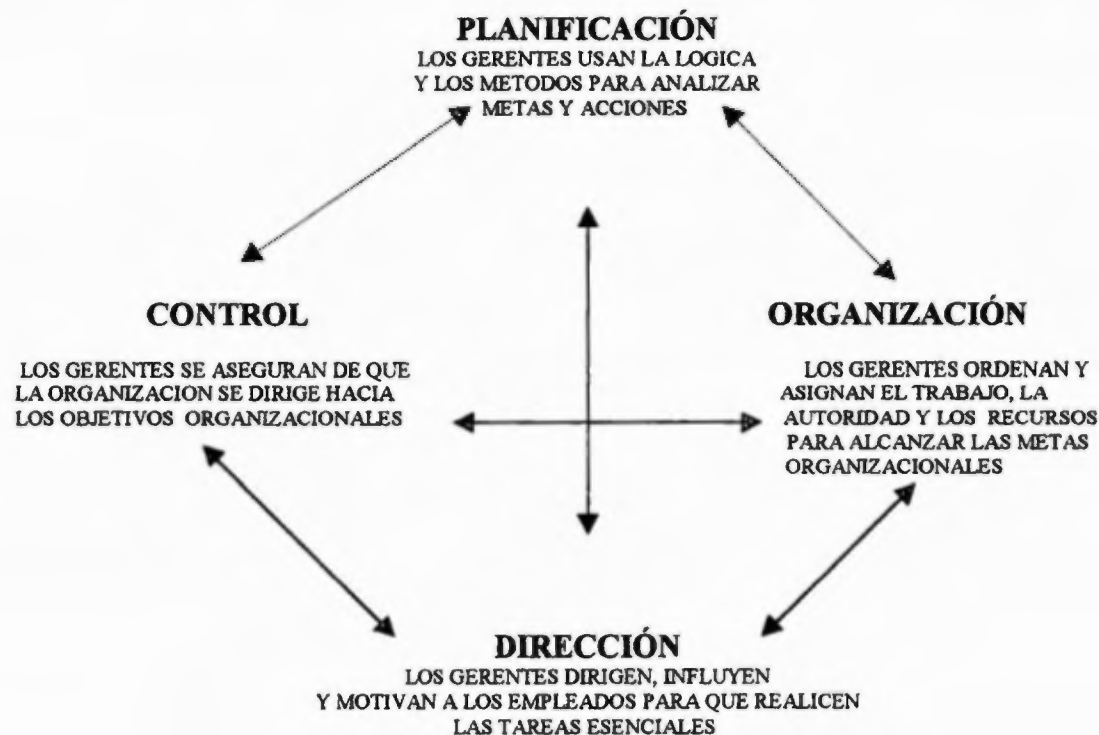 PLANIFICACIÓN
LOS GERENTES USAN LA LOGICA
Y LOS METODOS PARA ANALIZAR
METAS Y ACCIONES
CONTROL
LOS GERENTES SE ASEGURAN DE QUE
LA ORGANIZACION SE DIRIGE HACIA
LOS OBJETIVOS ORGANIZACIONALES
ORGANIZACIÓN
LOS GERENTES ORDENAN Y
ASIGNAN EL TRABAJO, LA
AUTORIDAD Y LOS RECURSOS
PARA ALCANZAR LAS METAS
ORGANIZACIONALES
DIRECCIÓN
LOS GERENTES DIRIGEN, INFLUYEN
Y MOTIVAN A LOS EMPLEADOS PARA QUE REALICEN
LAS TAREAS ESENCIALES